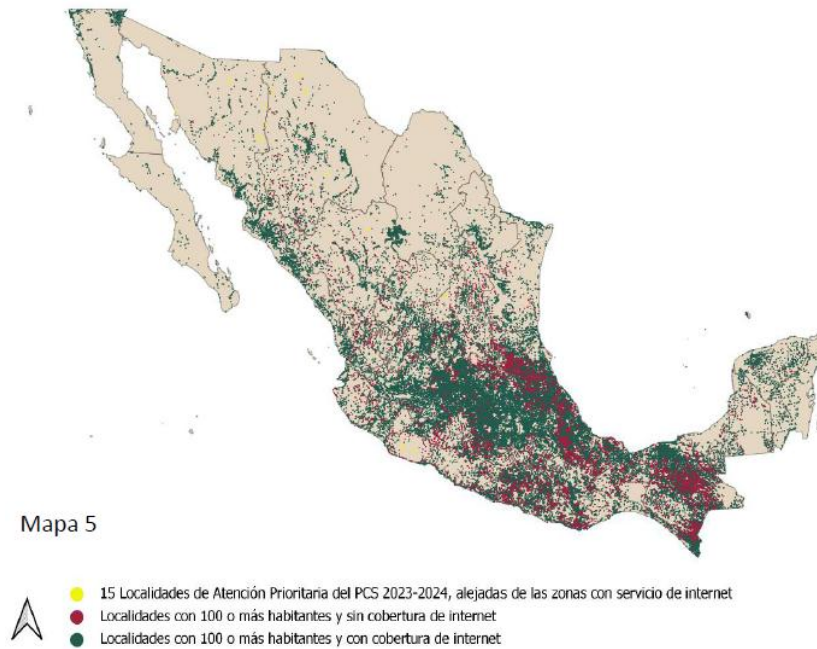 Mapa 5
15 Localidades de Atención Prioritaria del PCS 2023-2024, alejadas de las zonas con servicio de internet
Localidades con 100 o más habitantes y sin cobertura de internet
Localidades con 100 o más habitantes y con cobertura de internet